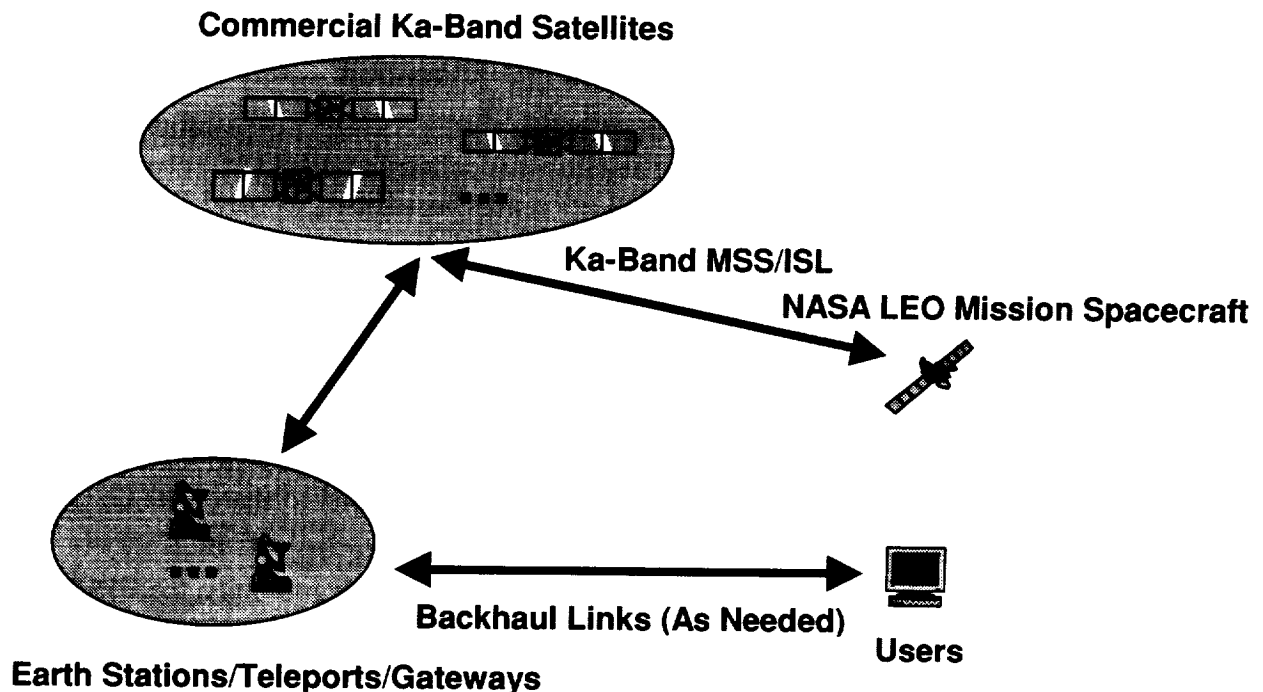 Commercial Ka-Band Satellites
Ka-Band MSS/ISL
NASA LEO Mission Spacecraft
Backhaul Links (As Needed)
Users
Earth Stations/Teleports/Gateways